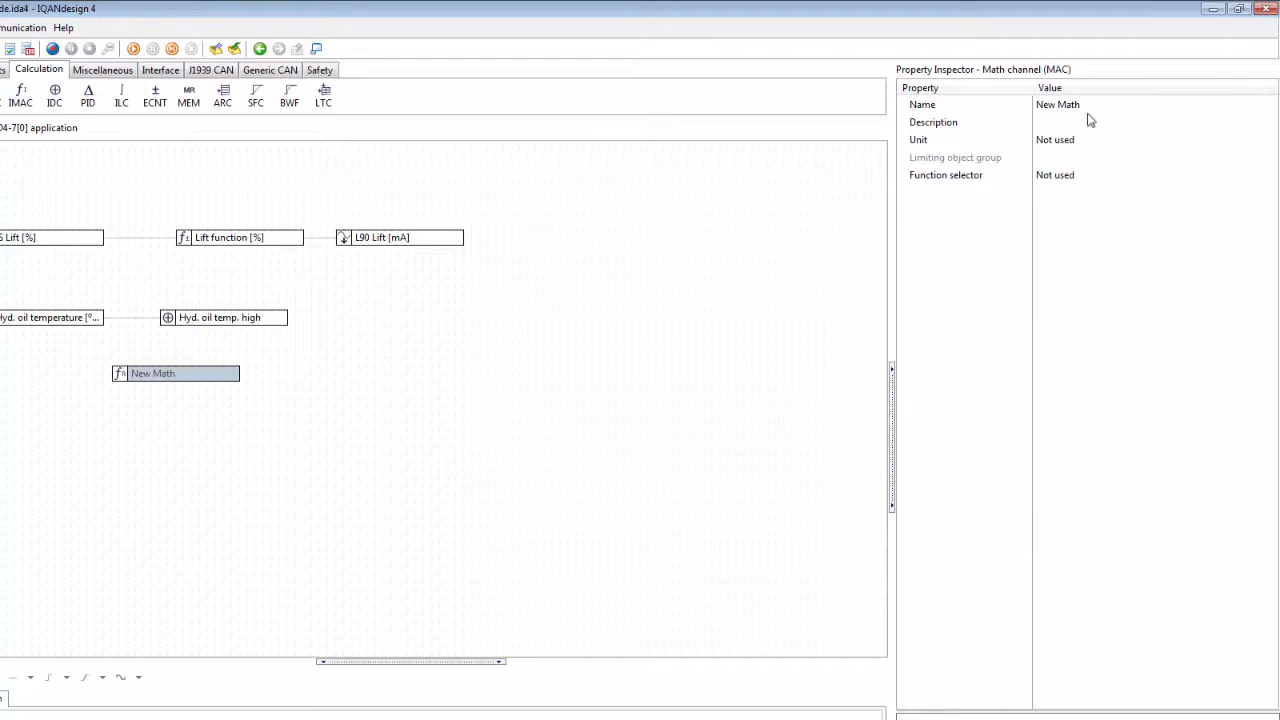 de.ida4 - IQANdesign 4
munication Help
ts Calculation Miscellaneous Interface J1939 CAN Generic CAN Safety
C IMAC IDC PID ILC ECNT MEM ARC SFC BWF LTC
D4-7[0] application
S Lift [%]
Lift function [%]
L90 Lift [mA]
Hyd. oil temperature [°...
Hyd. oil temp. high
New Math
Property Inspector - Math channel (MAC)
Property Value
Name New Math
Description
Unit Not used
Limiting object group
Function selector Not used